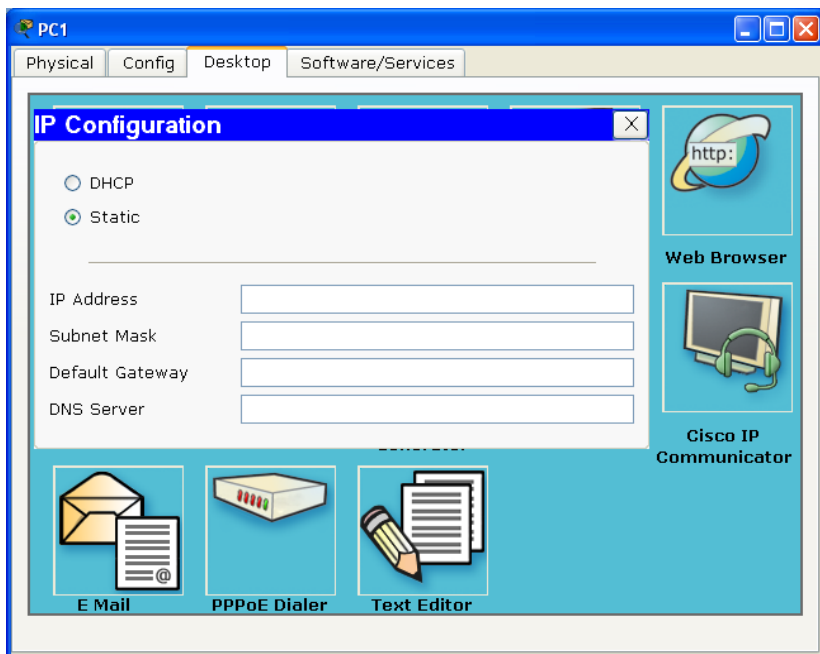 PC1
Physical Config Desktop Software/Services
IP Configuration X
http:
DHCP
Static
Web Browser
IP Address
Subnet Mask
Default Gateway
DNS Server
Cisco IP
Communicator
@
E Mail PPPoE Dialer Text Editor